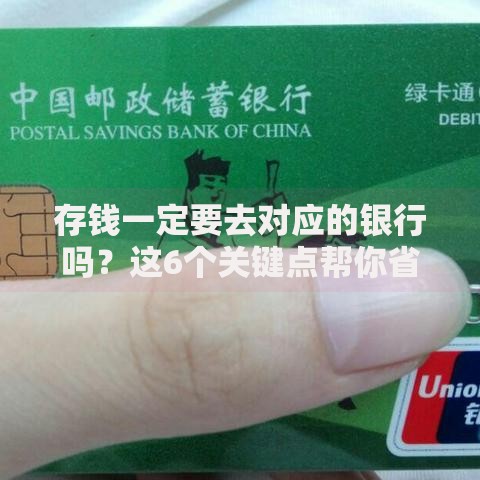 中国邮政储蓄银行
POSTAL SAVINGS BANK OF CHINA
绿卡通
DEBIT
存钱一定要去对应的银行
吗？这6个关键点帮你省
Union